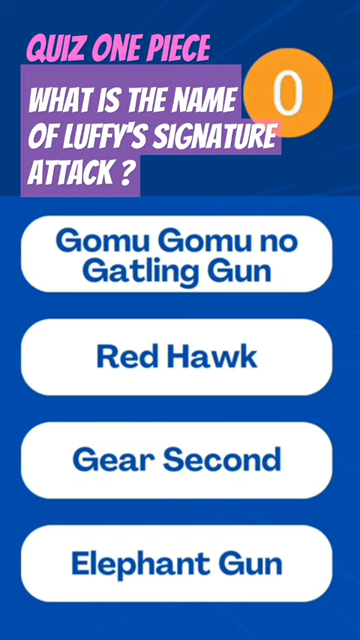 QUIZ ONE PIECE
WHAT IS THE NAME
OF LUFFY'S SIGNATURE
ATTACK ?
0
Gomu Gomu no
Gatling Gun
Red Hawk
Gear Second
Elephant Gun